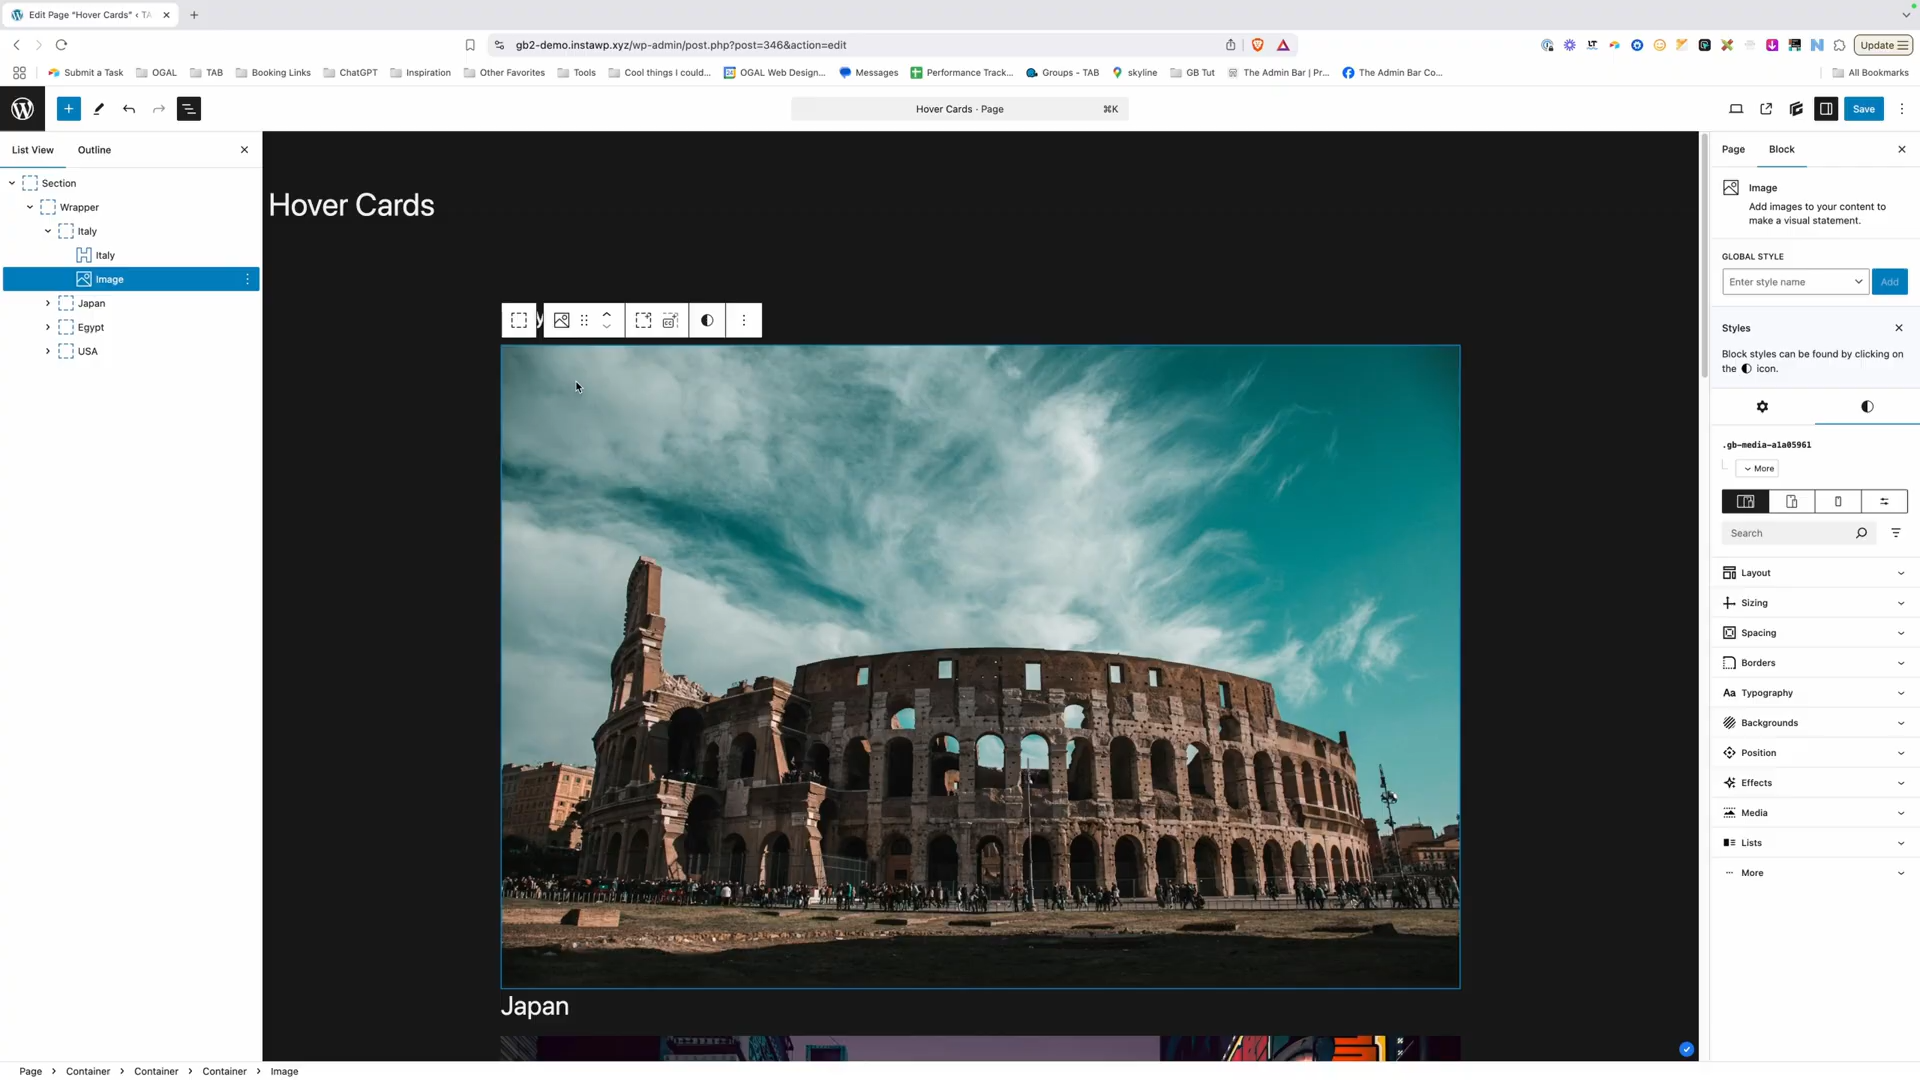 Edit Page "Hover Cards" ‹ TA
gb2-demo.instawp.xyz/wp-admin/post.php?post=346&action=edit
Update
Submit a Task
OGAL
TAB
Booking Links
ChatGPT
Inspiration
Other Favorites
Tools
Cool things I could...
OGAL Web Design...
Messages
Performance Track...
Groups - TAB
skyline
GB Tut
The Admin Bar | Pr...
The Admin Bar Co...
All Bookmarks
Hover Cards · Page
⌘K
Save
List View
Outline
Section
Wrapper
Italy
Italy
Image
Japan
Egypt
USA
Hover Cards
y
Japan
Page
Block
Image
Add images to your content to
make a visual statement.
GLOBAL STYLE
Enter style name
Add
Styles
Block styles can be found by clicking on
the icon.
.gb-media-a1a05961
More
Search
Layout
Sizing
Spacing
Borders
Aa Typography
Backgrounds
Position
Effects
Media
Lists
More
Page > Container > Container > Container > Image